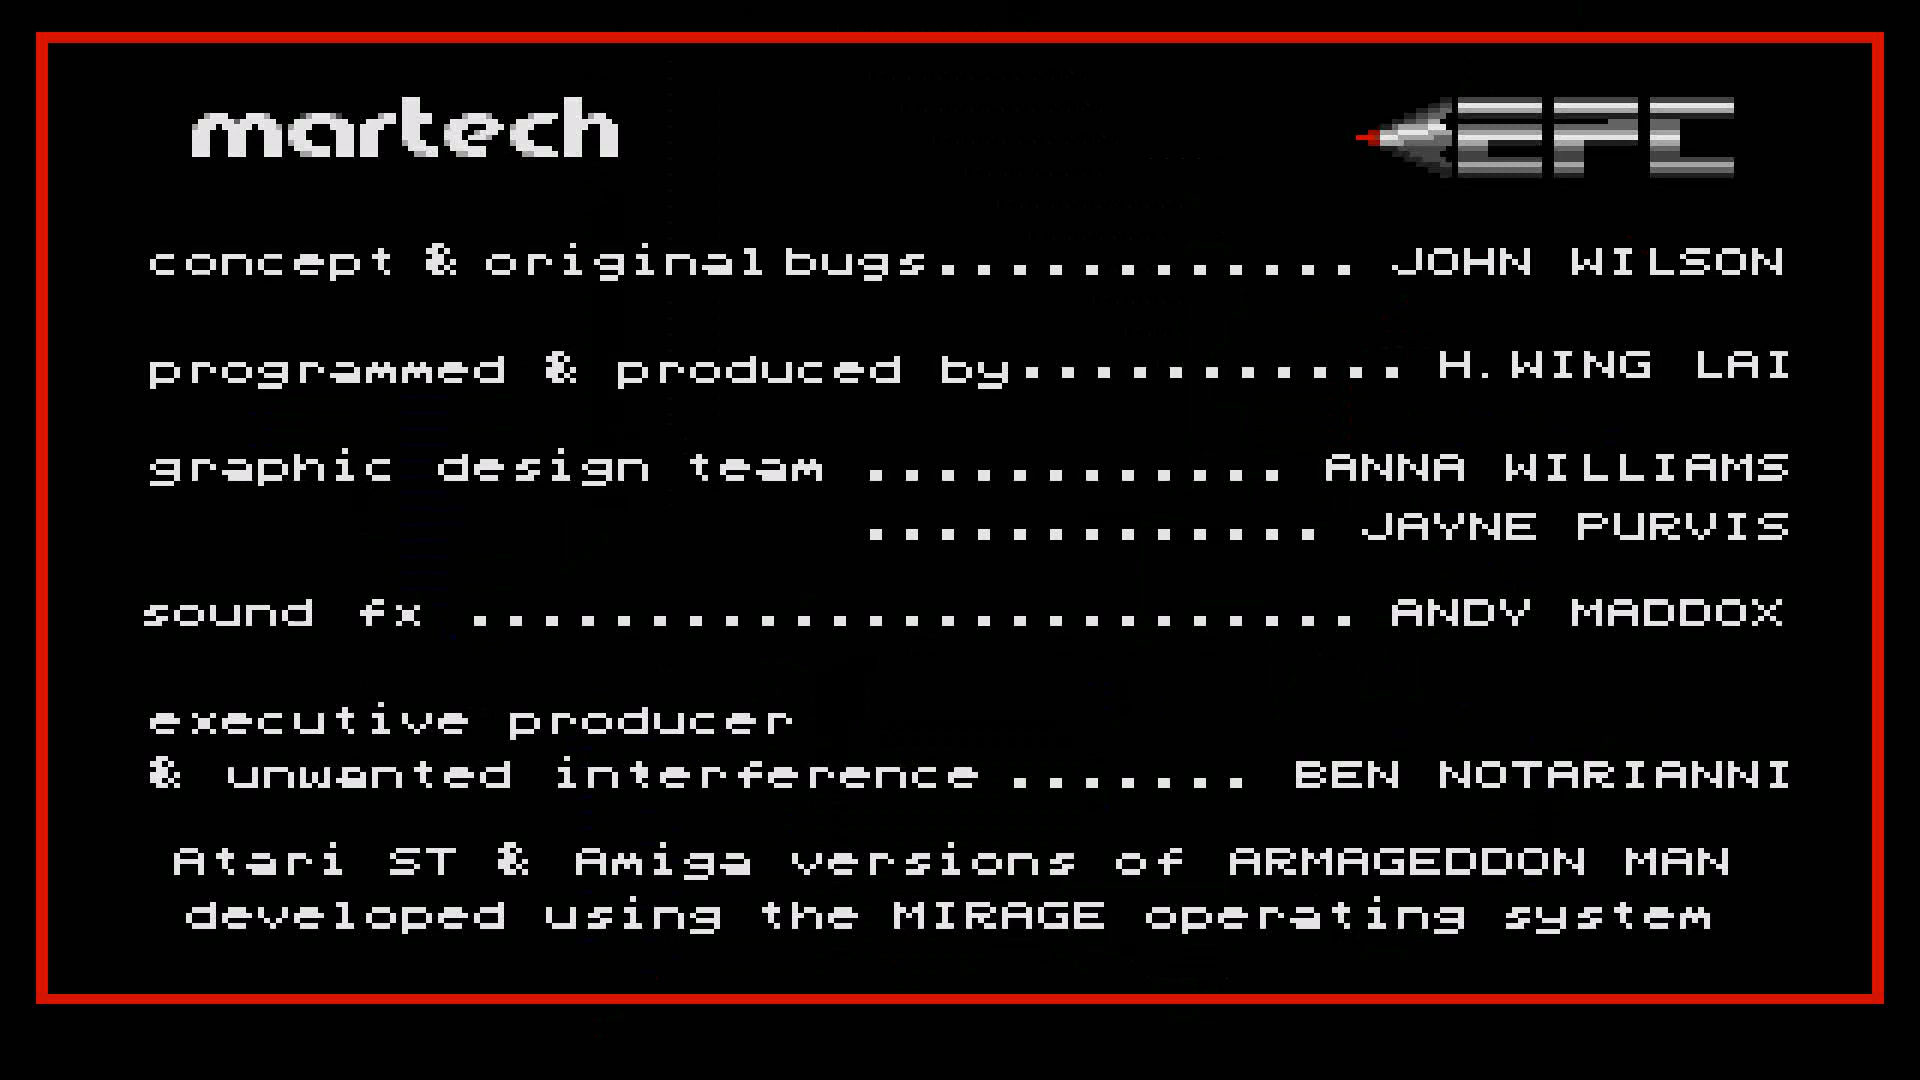 martech EPC
concept & original bugs............ JOHN WILSON
programmed & produced by........... H.WING LAI
graphic design team ............ ANNA WILLIAMS
............. JAYNE PURVIS
sound fx ......................... ANDY MADDOX
executive producer
& unwanted interference ....... BEN NOTARIANNI
Atari ST & Amiga versions of ARMAGEDDON MAN
developed using the MIRAGE operating system